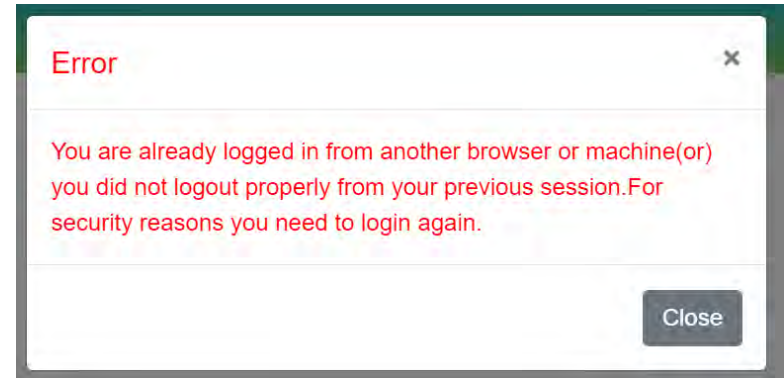 Error ×
You are already logged in from another browser or machine(or)
you did not logout properly from your previous session.For
security reasons you need to login again.
Close